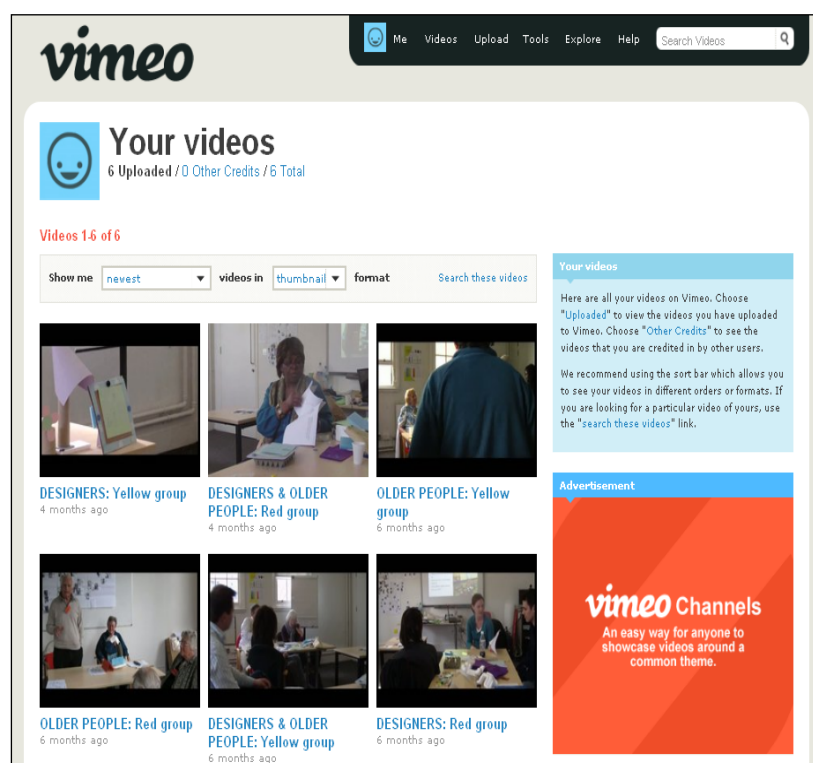 vimeo
Me Videos Upload Tools Explore Help Search Videos
Your videos
6 Uploaded / 0 Other Credits / 6 Total
Videos 1-6 of 6
Show me newest videos in thumbnail format Search these videos
DESIGNERS: Yellow group
4 months ago
DESIGNERS & OLDER
PEOPLE: Red group
4 months ago
OLDER PEOPLE: Yellow
group
6 months ago
OLDER PEOPLE: Red group
6 months ago
DESIGNERS & OLDER
PEOPLE: Yellow group
6 months ago
DESIGNERS: Red group
6 months ago
Your videos
Here are all your videos on Vimeo. Choose
"Uploaded" to view the videos you have uploaded
to Vimeo. Choose "Other Credits" to see the
videos that you are credited in by other users.
We recommend using the sort bar which allows you
to see your videos in different orders or formats. If
you are looking for a particular video of yours, use
the "search these videos" link.
Advertisement
vimeo Channels
An easy way for anyone to
showcase videos around a
common theme.